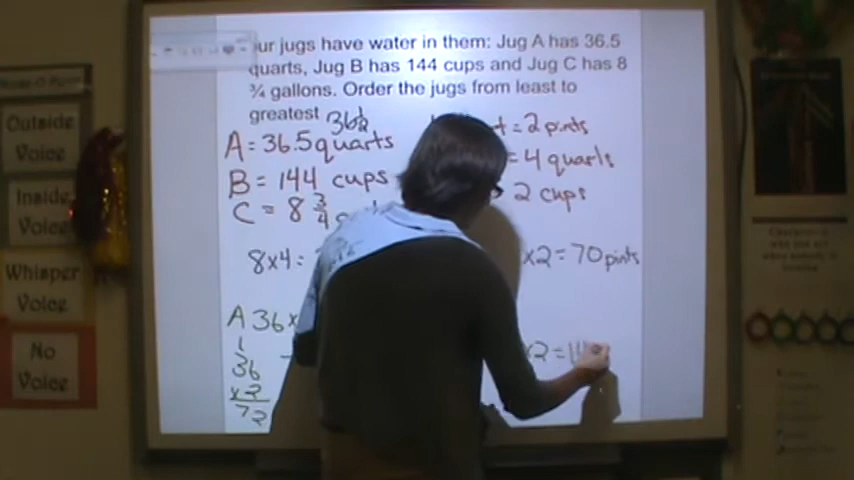 our jugs have water in them: Jug A has 36.5
quarts, Jug B has 144 cups and Jug C has 8
¾ gallons. Order the jugs from least to
greatest
36½
= 2 pints
A = 36.5 quarts
= 4 quarts
B = 144 cups
2 cups
C = 8 3/4
8x4=
x2 = 70 pints
A 36x
x2 =
1
36
x2
72
Outside
Voice
Inside
Voice
Whisper
Voice
No
Voice